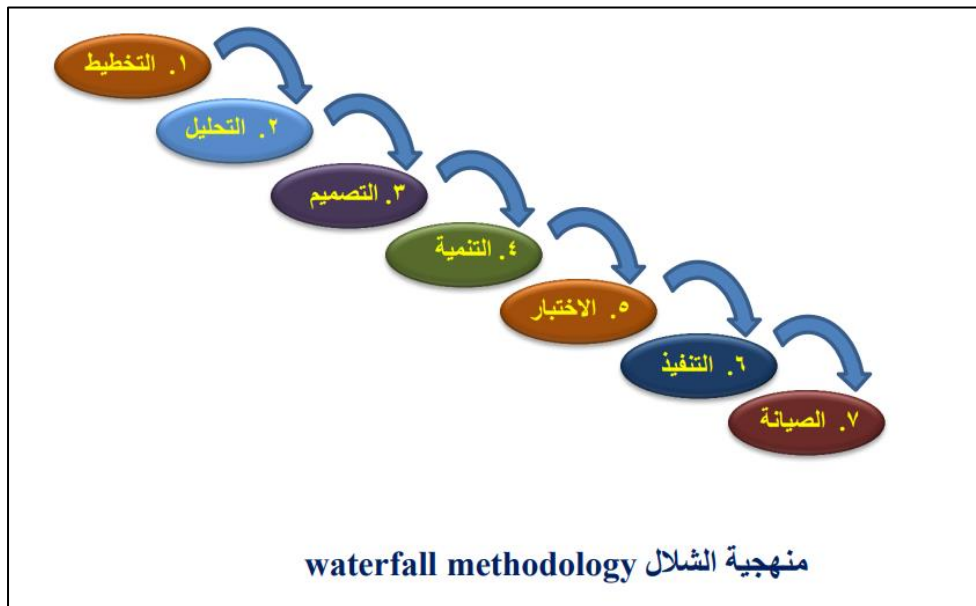 ١. التخطيط
٢. التحليل
٣. التصميم
٤. التنمية
٥. الاختبار
٦. التنفيذ
٧. الصيانة
منهجية الشلال waterfall methodology